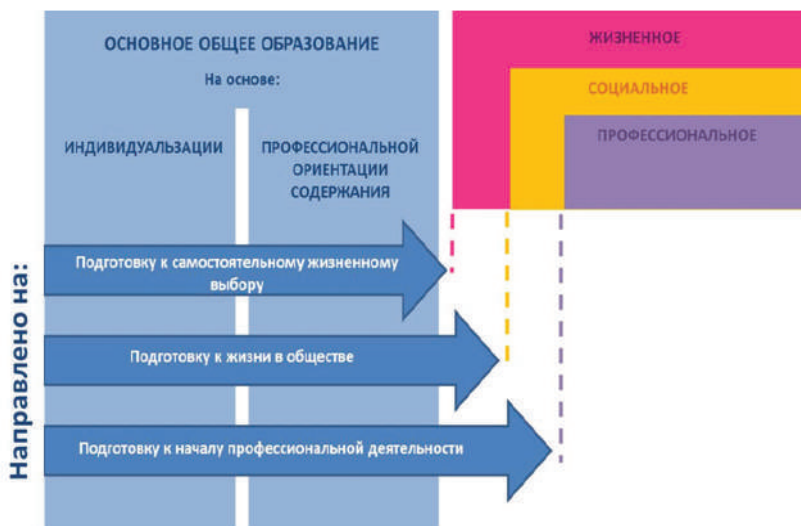 ОСНОВНОЕ ОБЩЕЕ ОБРАЗОВАНИЕ
На основе:
ИНДИВИДУАЛЬЗАЦИИ
ПРОФЕССИОНАЛЬНОЙ
ОРИЕНТАЦИИ
СОДЕРЖАНИЯ
ЖИЗНЕННОЕ
СОЦИАЛЬНОЕ
ПРОФЕССИОНАЛЬНОЕ
Направлено на:
Подготовку к самостоятельному жизненному
выбору
Подготовку к жизни в обществе
Подготовку к началу профессиональной деятельности